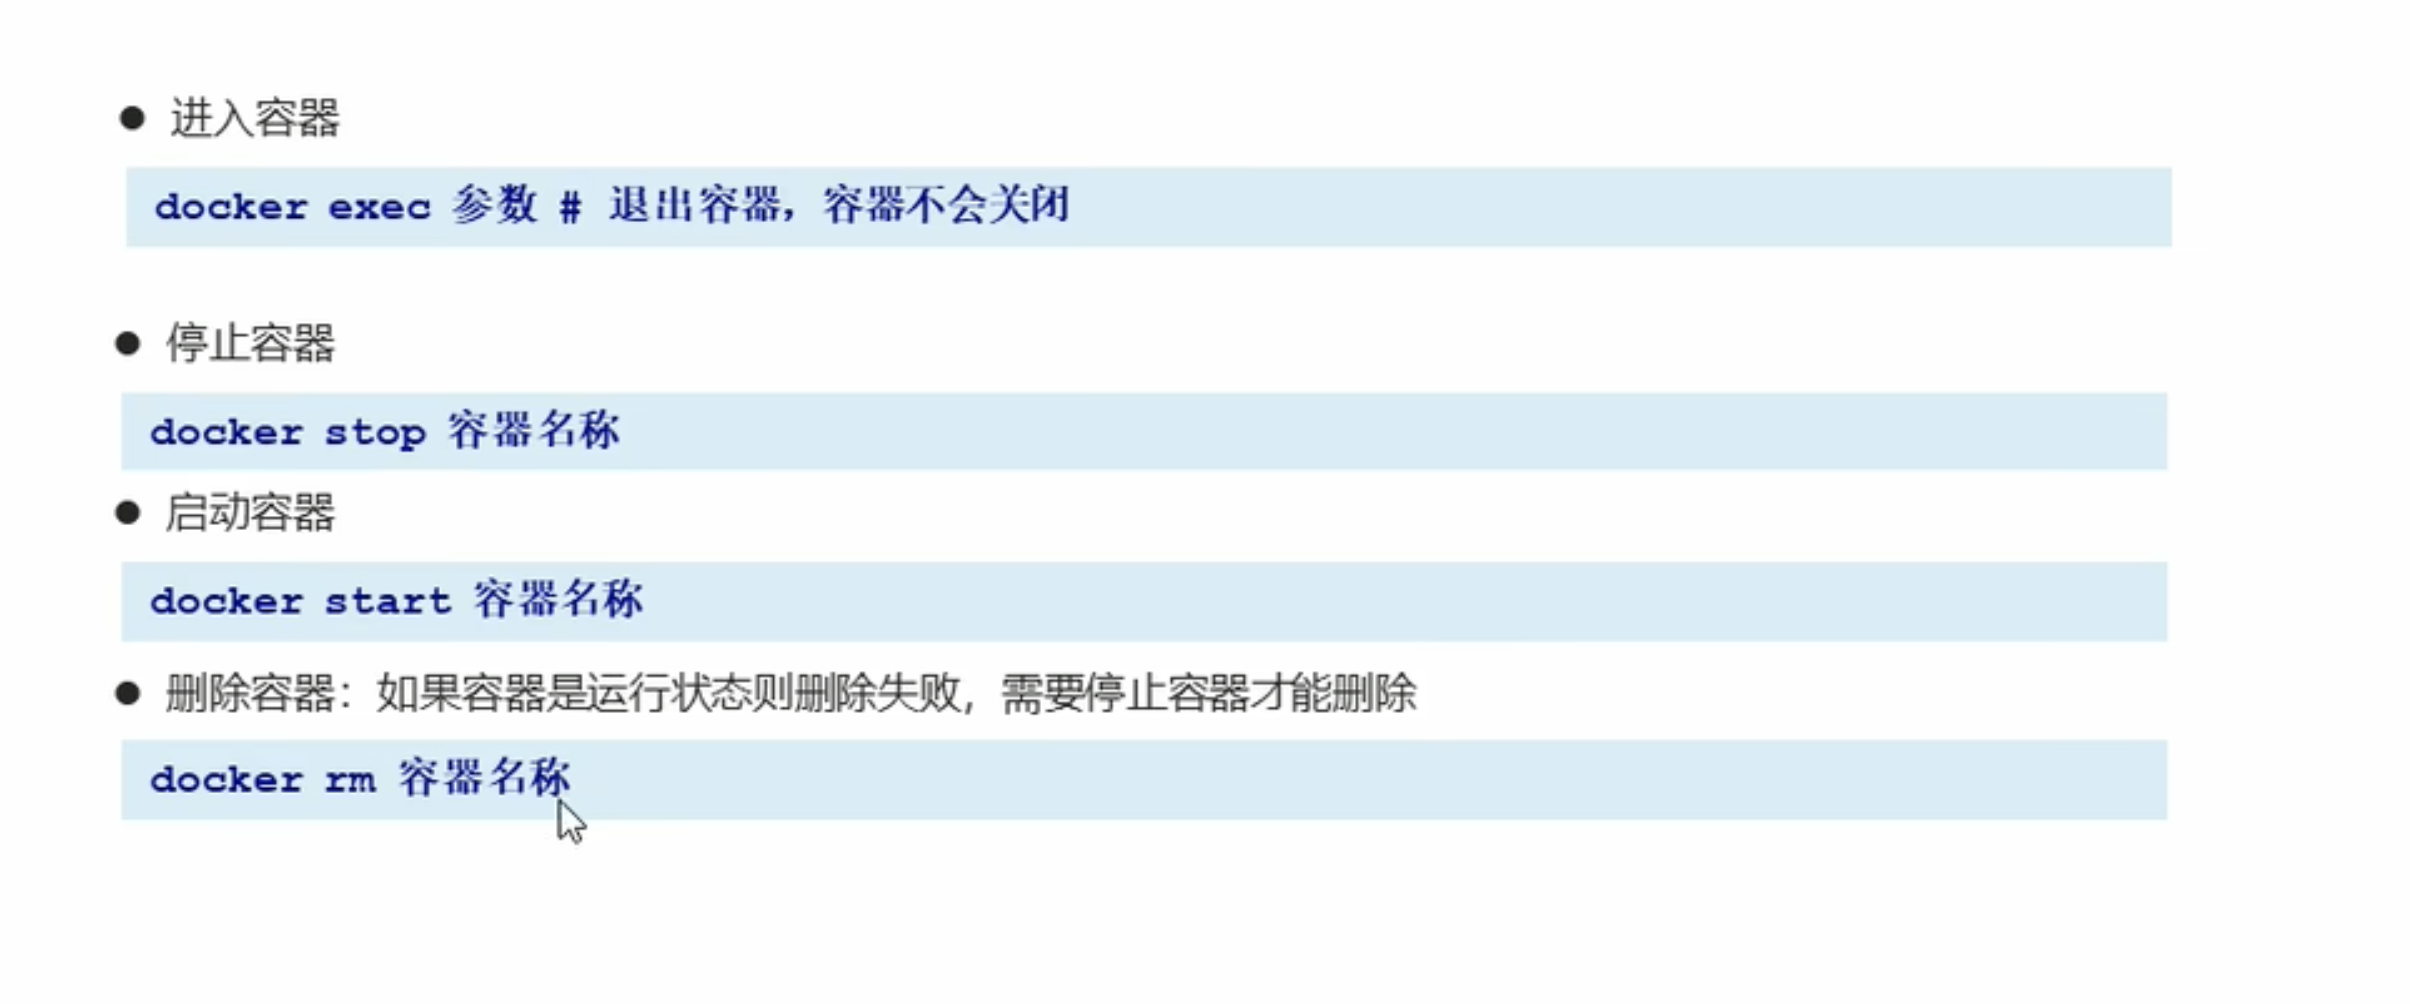 ● 进入容器
docker exec 参数 # 退出容器，容器不会关闭
● 停止容器
docker stop 容器名称
● 启动容器
docker start 容器名称
● 删除容器：如果容器是运行状态则删除失败，需要停止容器才能删除
docker rm 容器名称